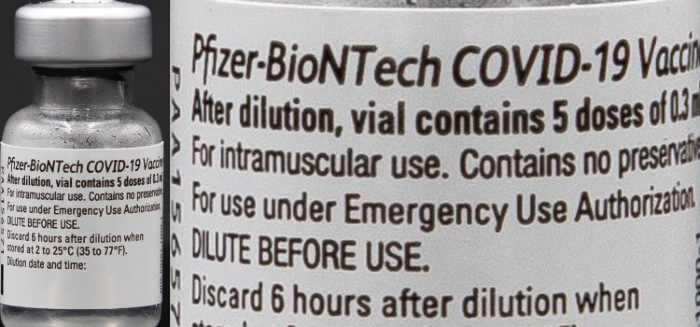 Pfizer-BioNTech COVID-19 Vaccin
After dilution, vial contains 5 doses of 0.3
For intramuscular use. Contains no preservativ
For use under Emergency Use Authorization.
DILUTE BEFORE USE.
Discard 6 hours after dilution when
stored at 2 to 25°C (35 to 77°F).
Dilution date and time:
PAA156571
Pfizer-BioNTech COVID-19 Vaccin
After dilution, vial contains 5 doses of 0.3 m
For intramuscular use. Contains no preservative
For use under Emergency Use Authorization.
DILUTE BEFORE USE.
Discard 6 hours after dilution when